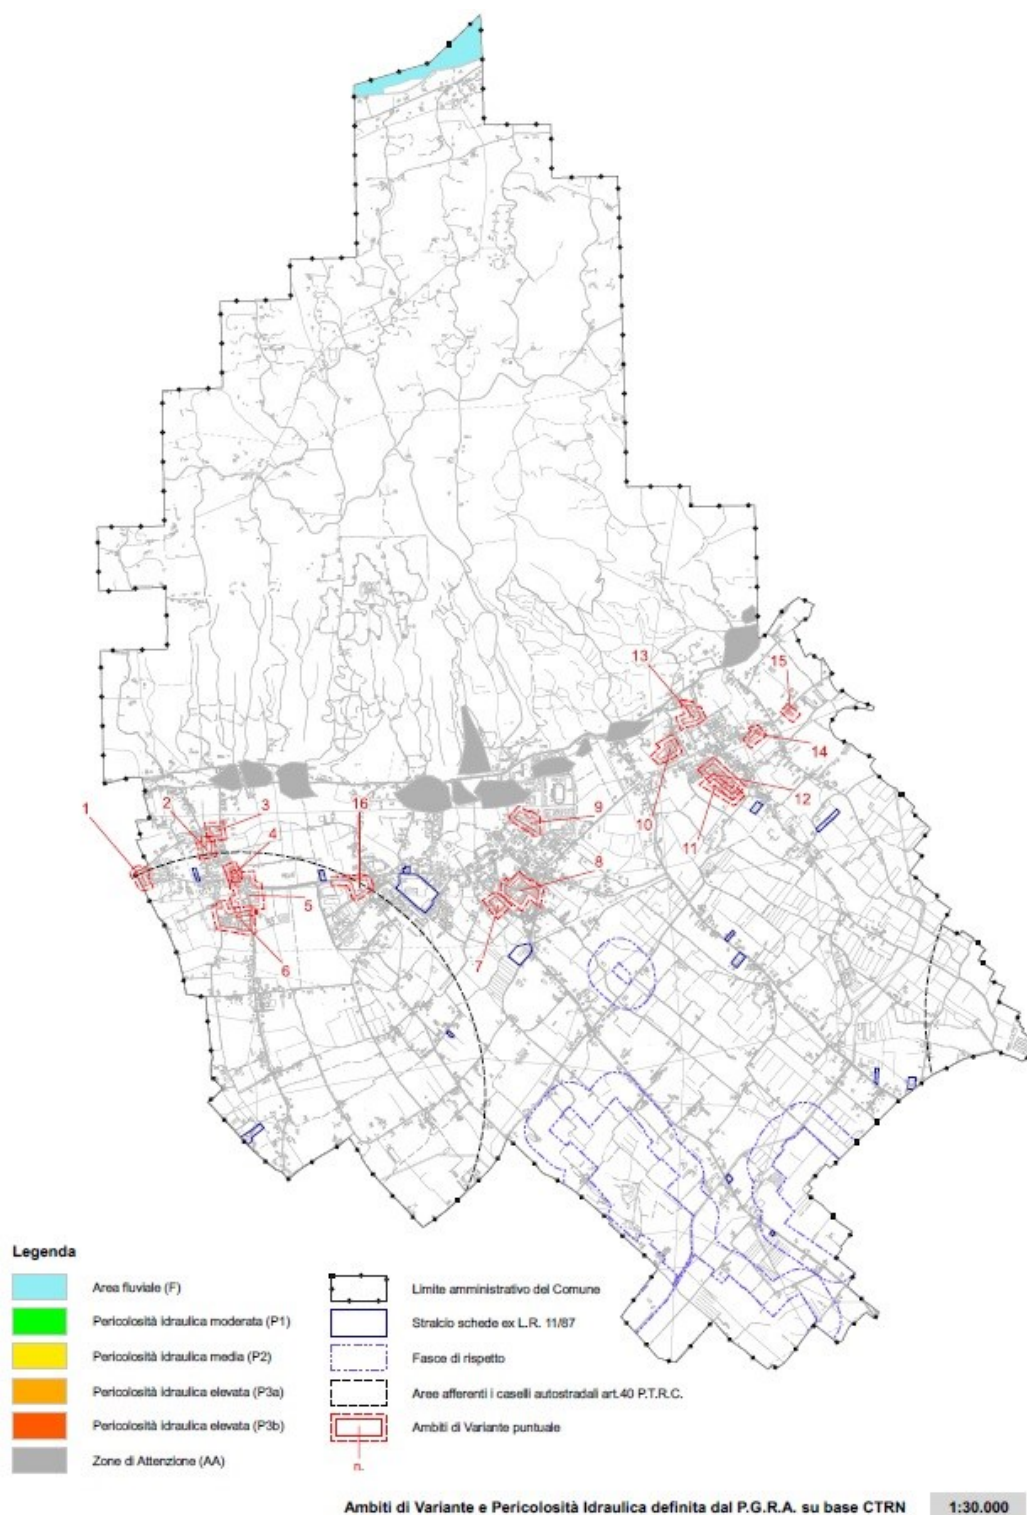 13
15
14
12
11
10
9
8
7
16
1
2
3
4
5
6
Legenda
Area fluviale (F)
Pericolosità idraulica moderata (P1)
Pericolosità idraulica media (P2)
Pericolosità idraulica elevata (P3a)
Pericolosità idraulica elevata (P3b)
Zone di Attenzione (AA)
Limite amministrativo del Comune
Stralcio schede ex L.R. 11/87
Fasce di rispetto
Aree afferenti i caselli autostradali art.40 P.T.R.C.
Ambiti di Variante puntuale
n.
Ambiti di Variante e Pericolosità Idraulica definita dal P.G.R.A. su base CTRN 1:30.000